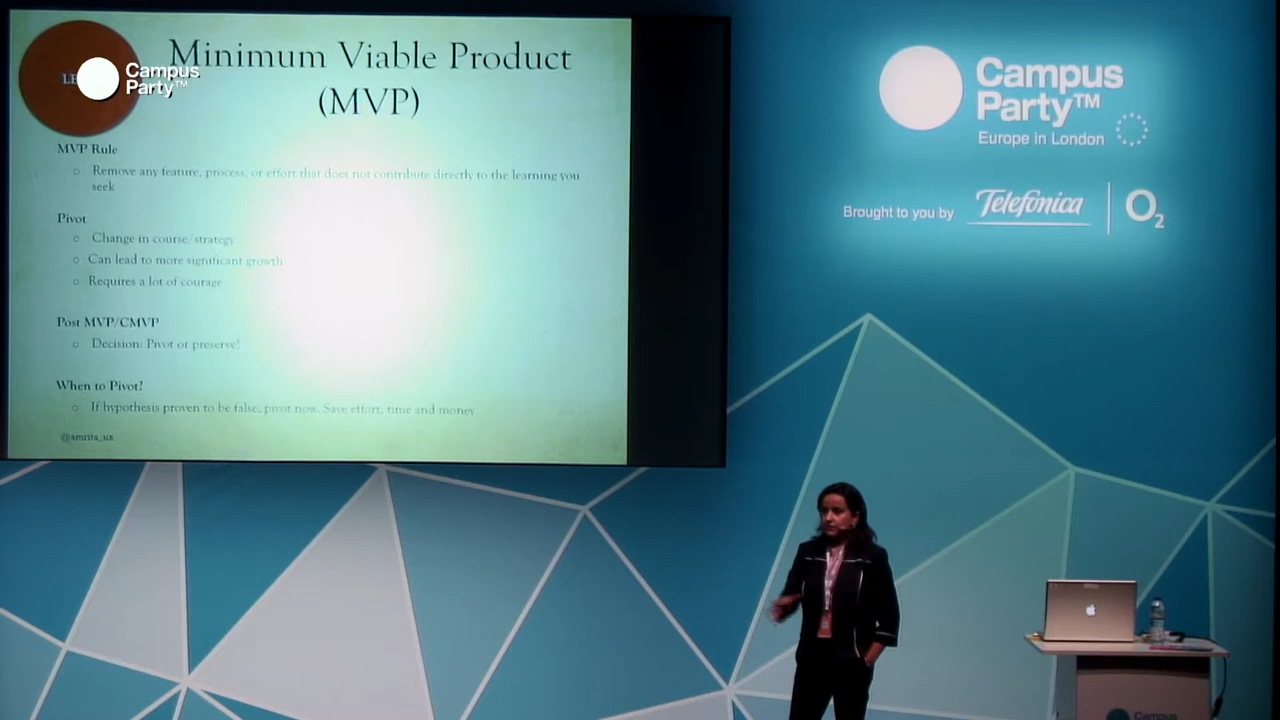 Minimum Viable Product
(MVP)
Campus
Party™
MVP Rule
Remove any feature, process, or effort that does not contribute directly to the learning you
seek
Pivot
Change in course/strategy
Can lead to more significant growth
Requires a lot of courage
Post MVP/CMVP
Decision: Pivot or preserve!
When to Pivot?
If hypothesis proven to be false, pivot now. Save effort, time and money
@amrita_ux
Campus
Party™
Europe in London
Brought to you by
Telefónica
O2
Campus